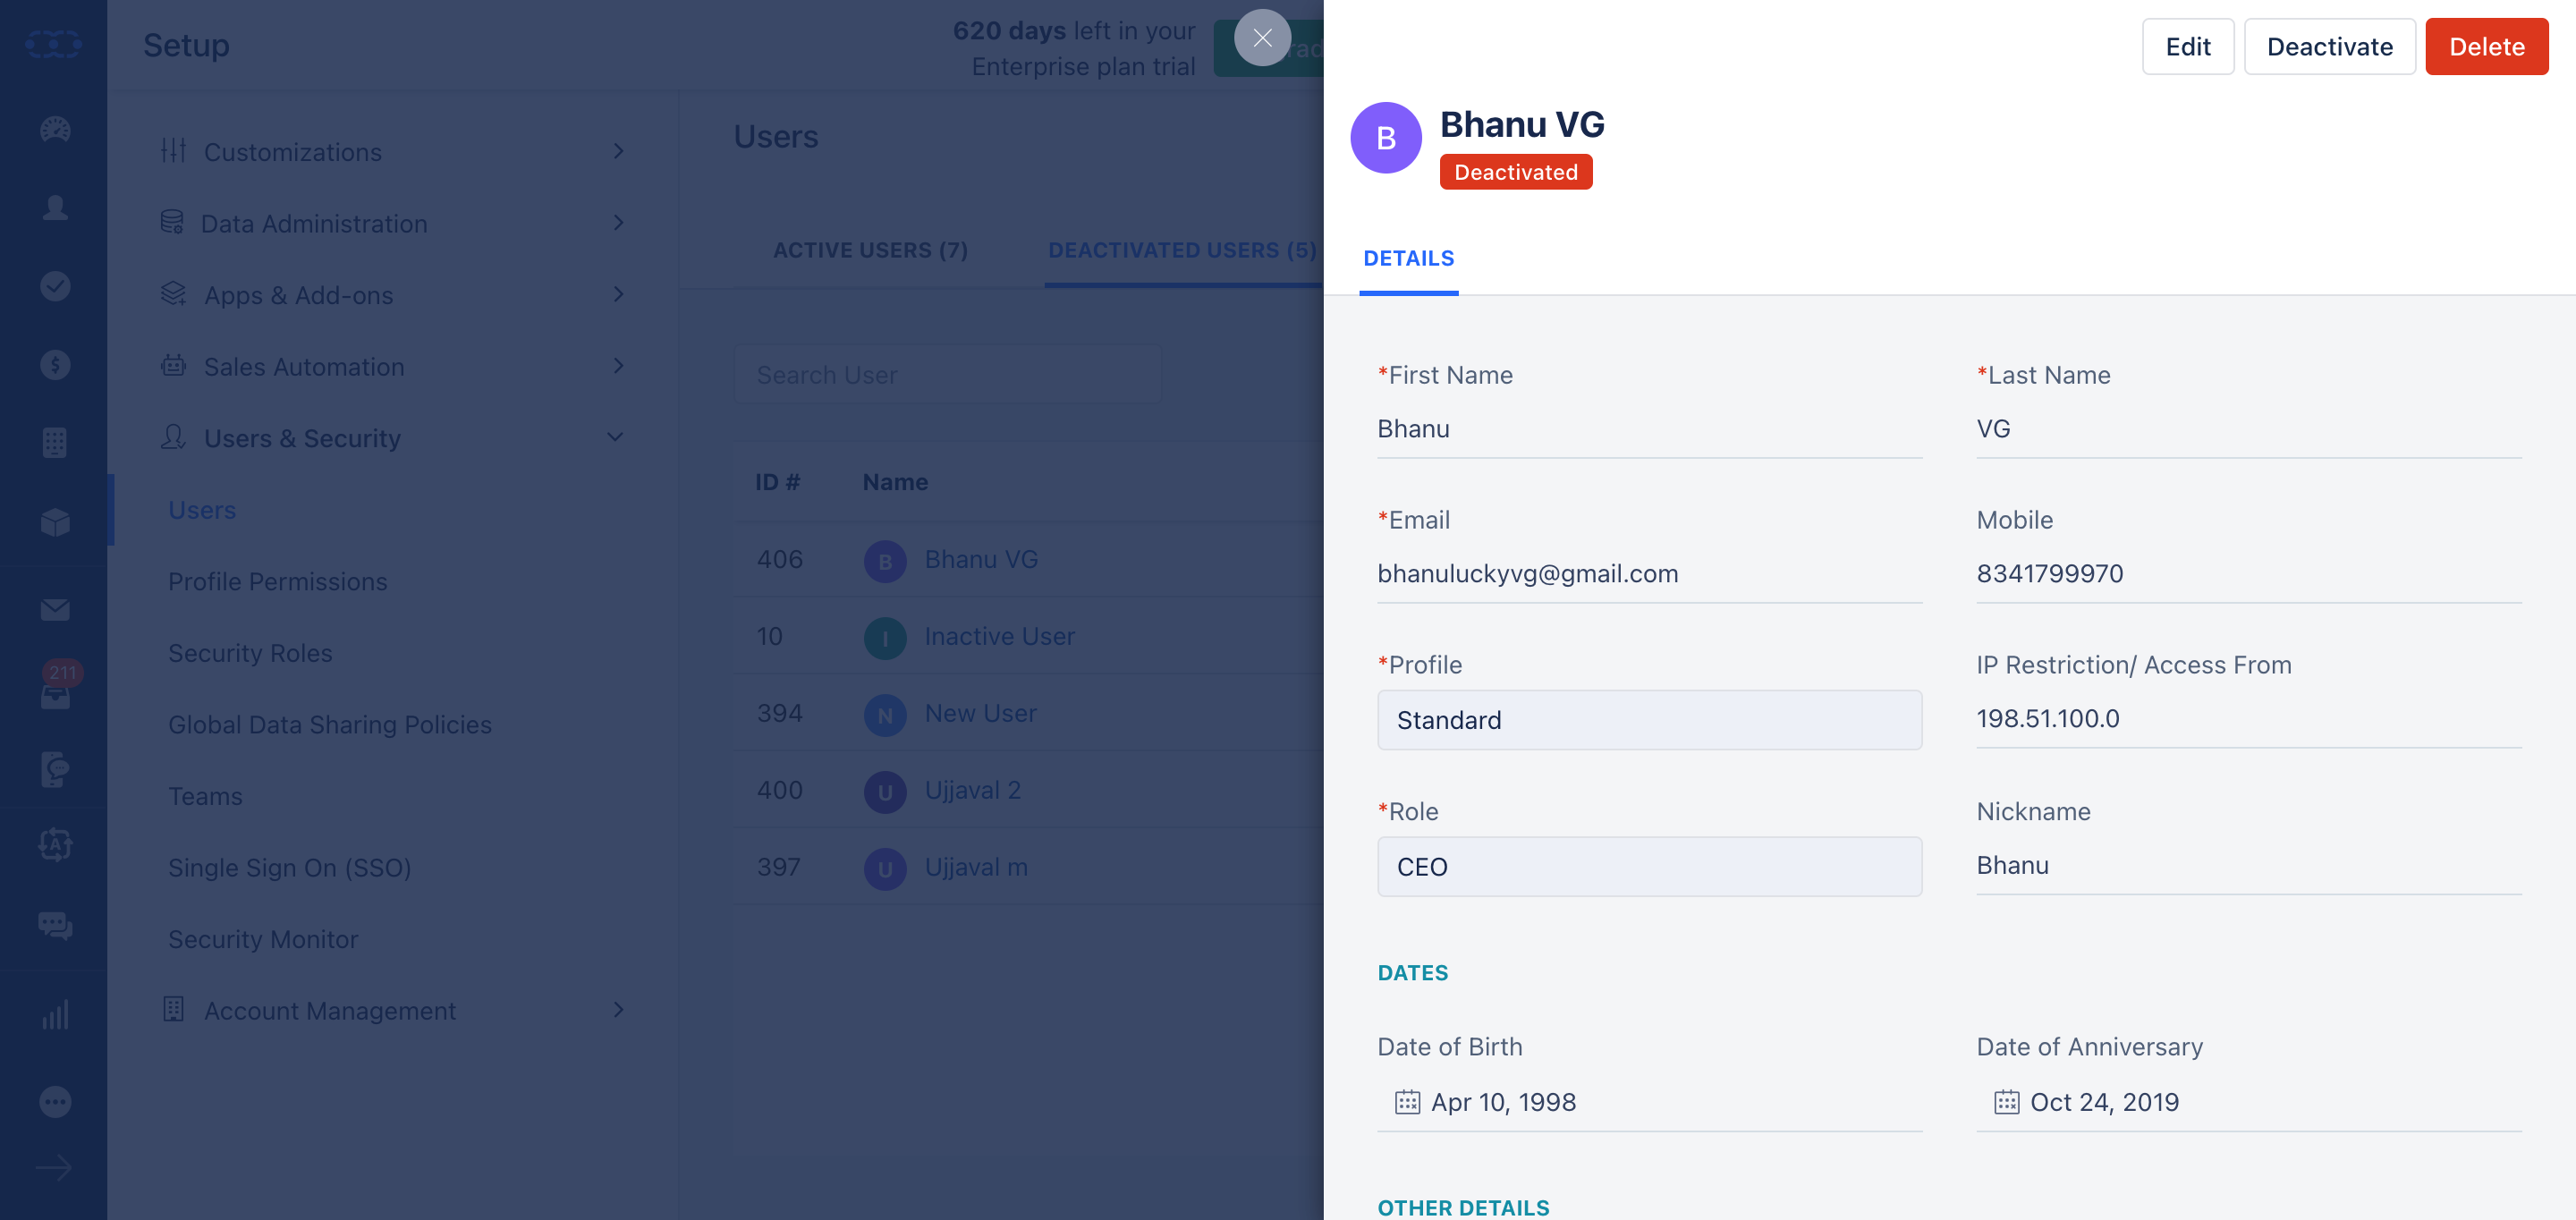 Setup
620 days left in your
Enterprise plan trial
Customizations
Data Administration
Apps & Add-ons
Sales Automation
Users & Security
Users
Profile Permissions
Security Roles
Global Data Sharing Policies
Teams
Single Sign On (SSO)
Security Monitor
Account Management
211
Users
ACTIVE USERS (7)
DEACTIVATED USERS (5)
Search User
ID # Name
406 B Bhanu VG
10 I Inactive User
394 N New User
400 U Ujjaval 2
397 U Ujjaval m
Edit Deactivate Delete
B Bhanu VG
Deactivated
DETAILS
*First Name
Bhanu
*Last Name
VG
*Email
bhanuluckyvg@gmail.com
Mobile
8341799970
*Profile
Standard
IP Restriction/ Access From
198.51.100.0
*Role
CEO
Nickname
Bhanu
DATES
Date of Birth
Apr 10, 1998
Date of Anniversary
Oct 24, 2019
OTHER DETAILS